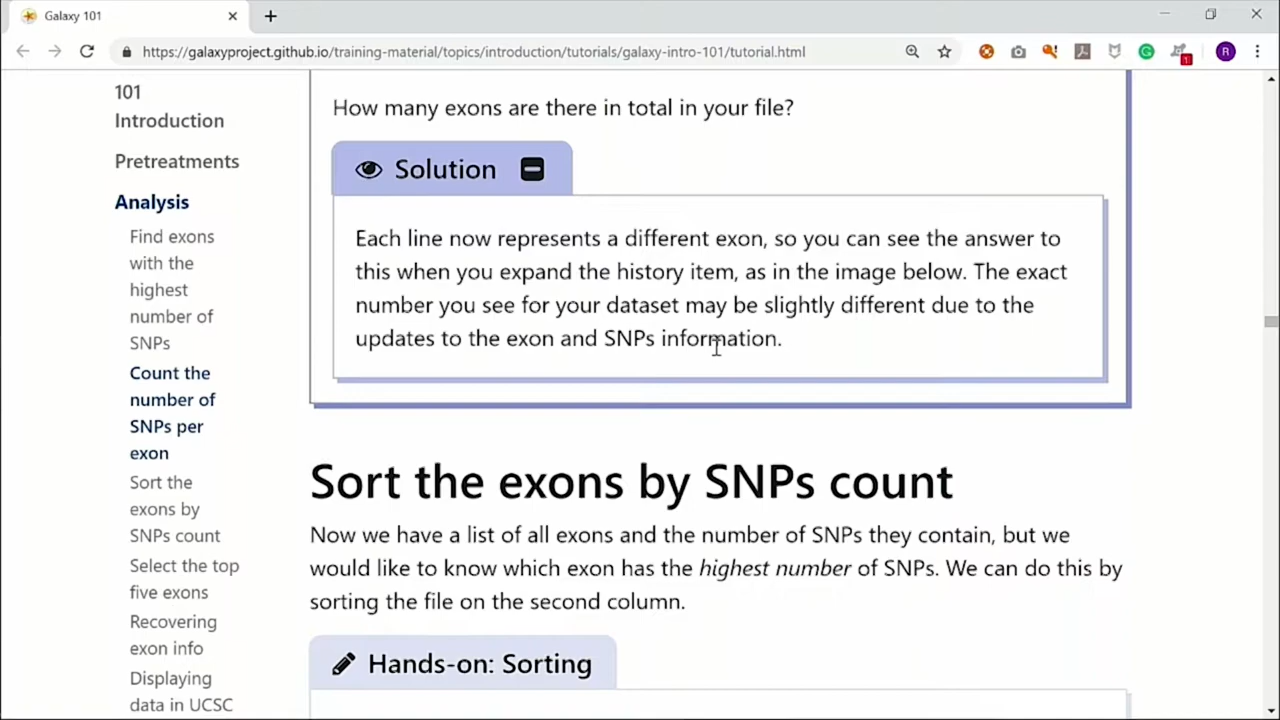 Galaxy 101
https://galaxyproject.github.io/training-material/topics/introduction/tutorials/galaxy-intro-101/tutorial.html
1
R
101
Introduction
Pretreatments
Analysis
Find exons
with the
highest
number of
SNPs
Count the
number of
SNPs per
exon
Sort the
exons by
SNPs count
Select the top
five exons
Recovering
exon info
Displaying
data in UCSC
How many exons are there in total in your file?
Solution
Each line now represents a different exon, so you can see the answer to
this when you expand the history item, as in the image below. The exact
number you see for your dataset may be slightly different due to the
updates to the exon and SNPs information.
Sort the exons by SNPs count
Now we have a list of all exons and the number of SNPs they contain, but we
would like to know which exon has the highest number of SNPs. We can do this by
sorting the file on the second column.
Hands-on: Sorting